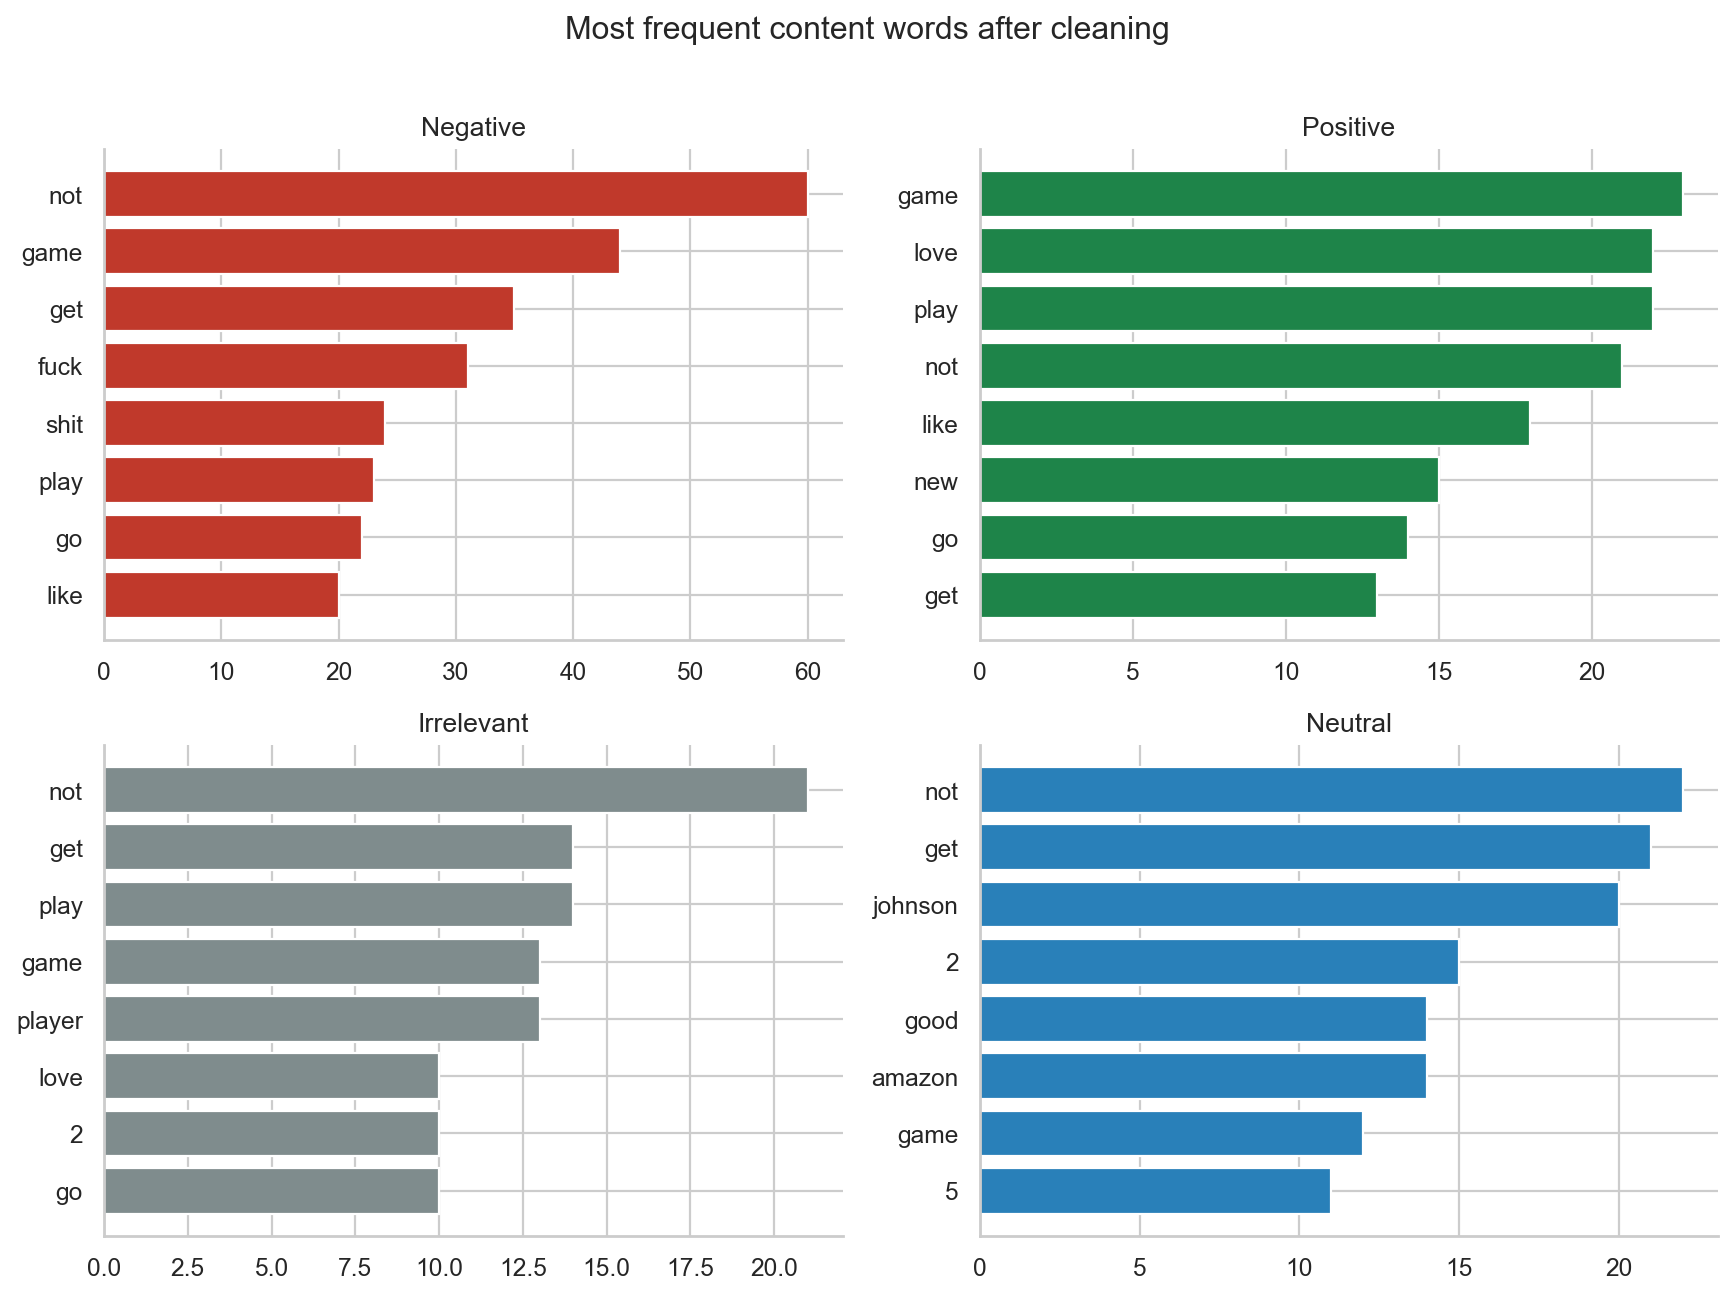 Most frequent content words after cleaning
Negative
not
game
get
fuck
shit
play
go
like
0 10 20 30 40 50 60
Positive
game
love
play
not
like
new
go
get
0 5 10 15 20
Irrelevant
not
get
play
game
player
love
2
go
0.0 2.5 5.0 7.5 10.0 12.5 15.0 17.5 20.0
Neutral
not
get
johnson
2
good
amazon
game
5
0 5 10 15 20